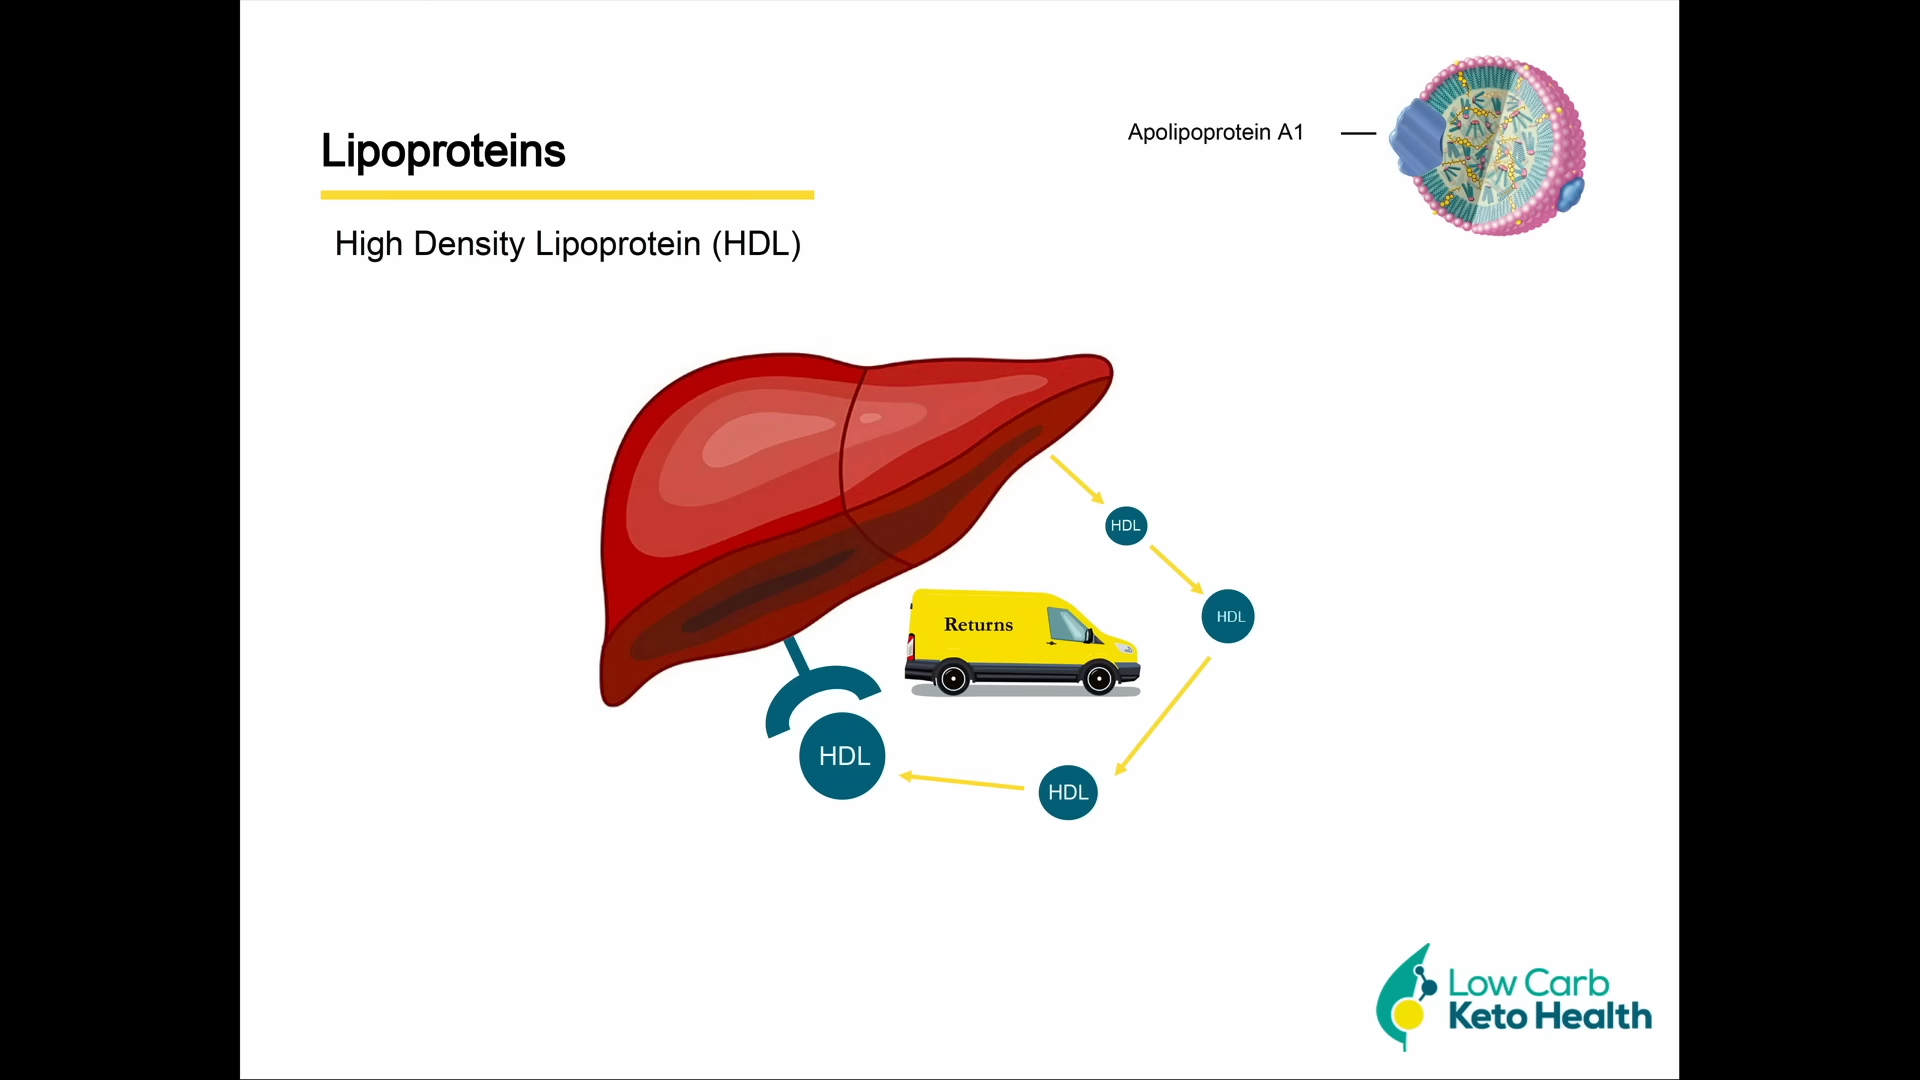 Lipoproteins
High Density Lipoprotein (HDL)
Apolipoprotein A1
HDL
HDL
Returns
HDL
HDL
Low Carb
Keto Health